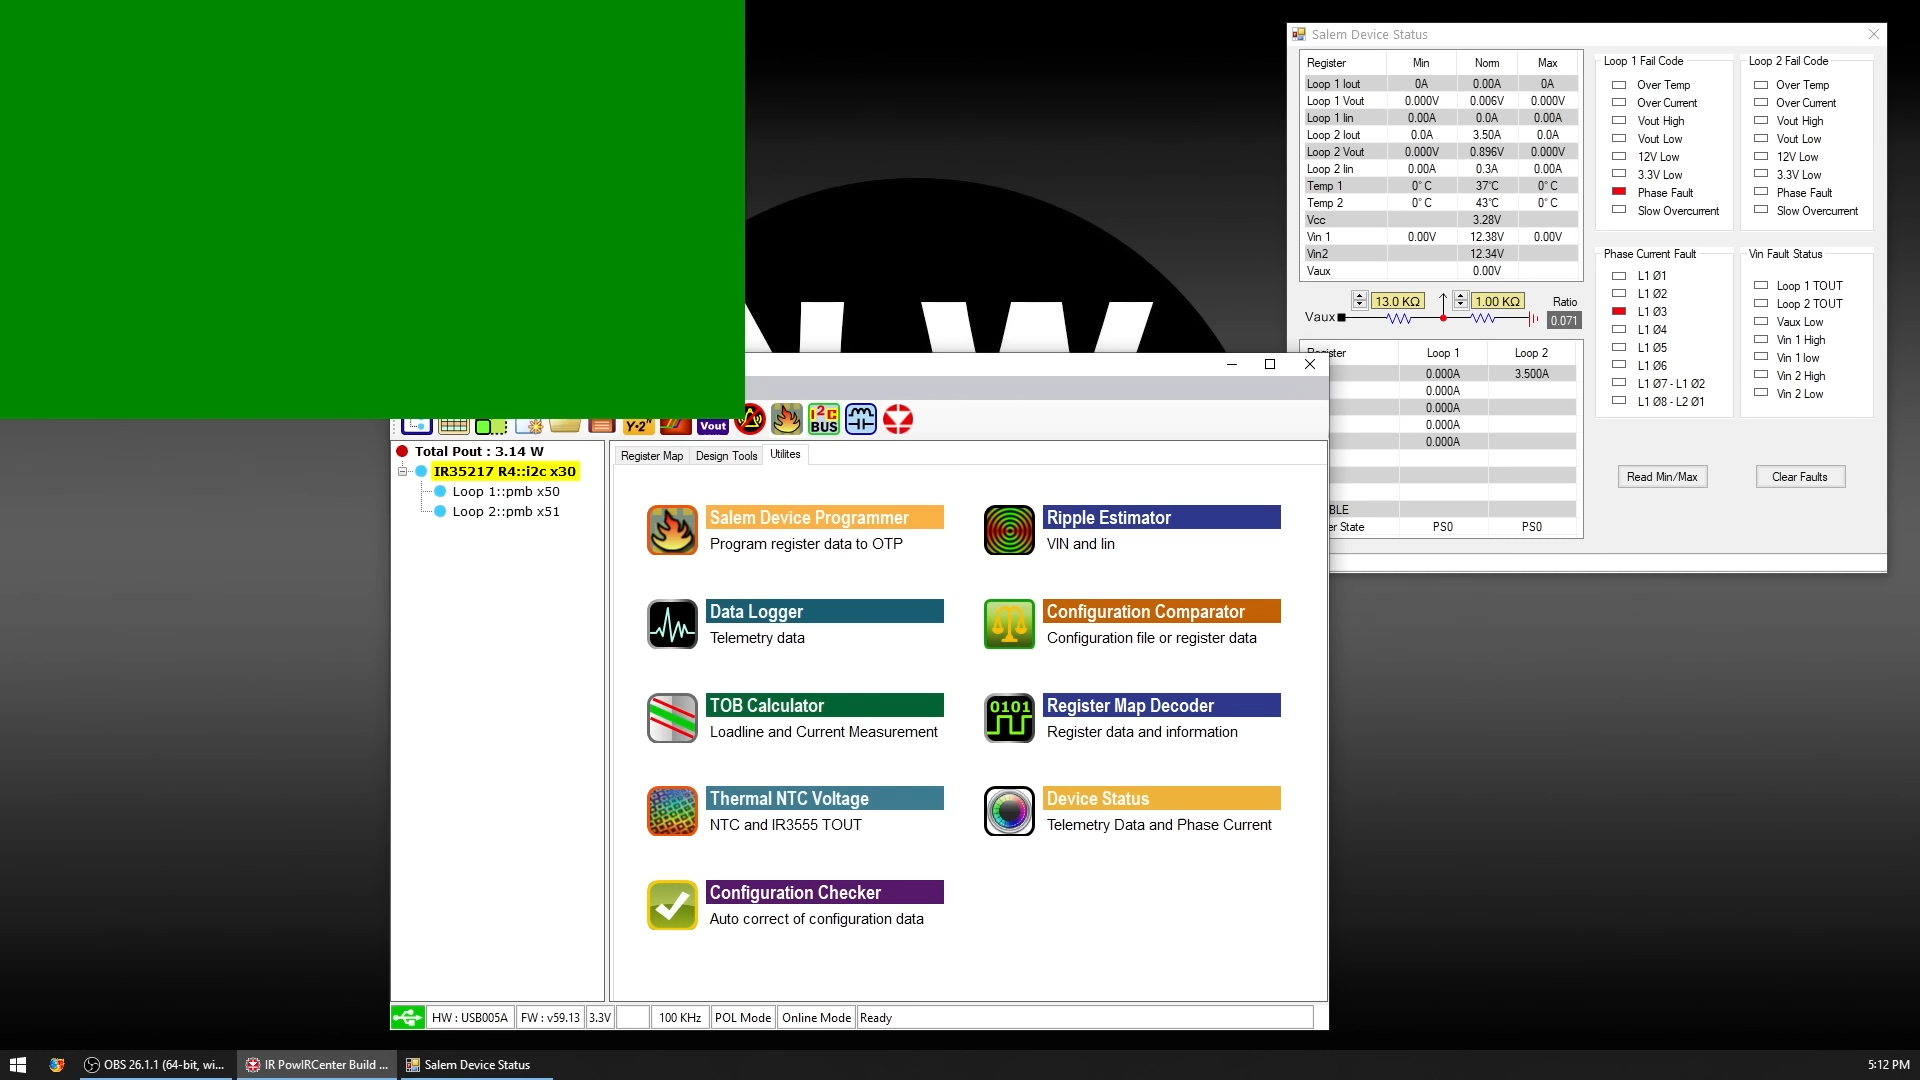 Salem Device Status
Register Min Norm Max
Loop 1 Iout 0A 0.00A 0A
Loop 1 Vout 0.000V 0.006V 0.000V
Loop 1 Iin 0.00A 0.0A 0.00A
Loop 2 Iout 0.0A 3.50A 0.0A
Loop 2 Vout 0.000V 0.896V 0.000V
Loop 2 Iin 0.00A 0.3A 0.00A
Temp 1 0° C 37°C 0° C
Temp 2 0° C 43°C 0° C
Vcc 3.28V
Vin 1 0.00V 12.38V 0.00V
Vin2 12.34V
Vaux 0.00V
13.0 KΩ 1.00 KΩ Ratio
Vaux 0.071
Loop 1 Loop 2
0.000A 3.500A
0.000A
0.000A
0.000A
0.000A
BLE
er State PS0 PS0
Loop 1 Fail Code
Over Temp
Over Current
Vout High
Vout Low
12V Low
3.3V Low
Phase Fault
Slow Overcurrent
Loop 2 Fail Code
Over Temp
Over Current
Vout High
Vout Low
12V Low
3.3V Low
Phase Fault
Slow Overcurrent
Phase Current Fault
L1 Ø1
L1 Ø2
L1 Ø3
L1 Ø4
L1 Ø5
L1 Ø6
L1 Ø7 - L1 Ø2
L1 Ø8 - L2 Ø1
Vin Fault Status
Loop 1 TOUT
Loop 2 TOUT
Vaux Low
Vin 1 High
Vin 1 low
Vin 2 High
Vin 2 Low
Read Min/Max Clear Faults
W
Y-2 Vout I2C BUS
Total Pout : 3.14 W
IR35217 R4::i2c x30
Loop 1::pmb x50
Loop 2::pmb x51
Register Map Design Tools Utilites
Salem Device Programmer
Program register data to OTP
Ripple Estimator
VIN and Iin
Data Logger
Telemetry data
Configuration Comparator
Configuration file or register data
TOB Calculator
Loadline and Current Measurement
0101
Register Map Decoder
Register data and information
Thermal NTC Voltage
NTC and IR3555 TOUT
Device Status
Telemetry Data and Phase Current
Configuration Checker
Auto correct of configuration data
HW : USB005A FW : v59.13 3.3V 100 KHz POL Mode Online Mode Ready
OBS 26.1.1 (64-bit, wi... IR PowIRCenter Build ... Salem Device Status 5:12 PM